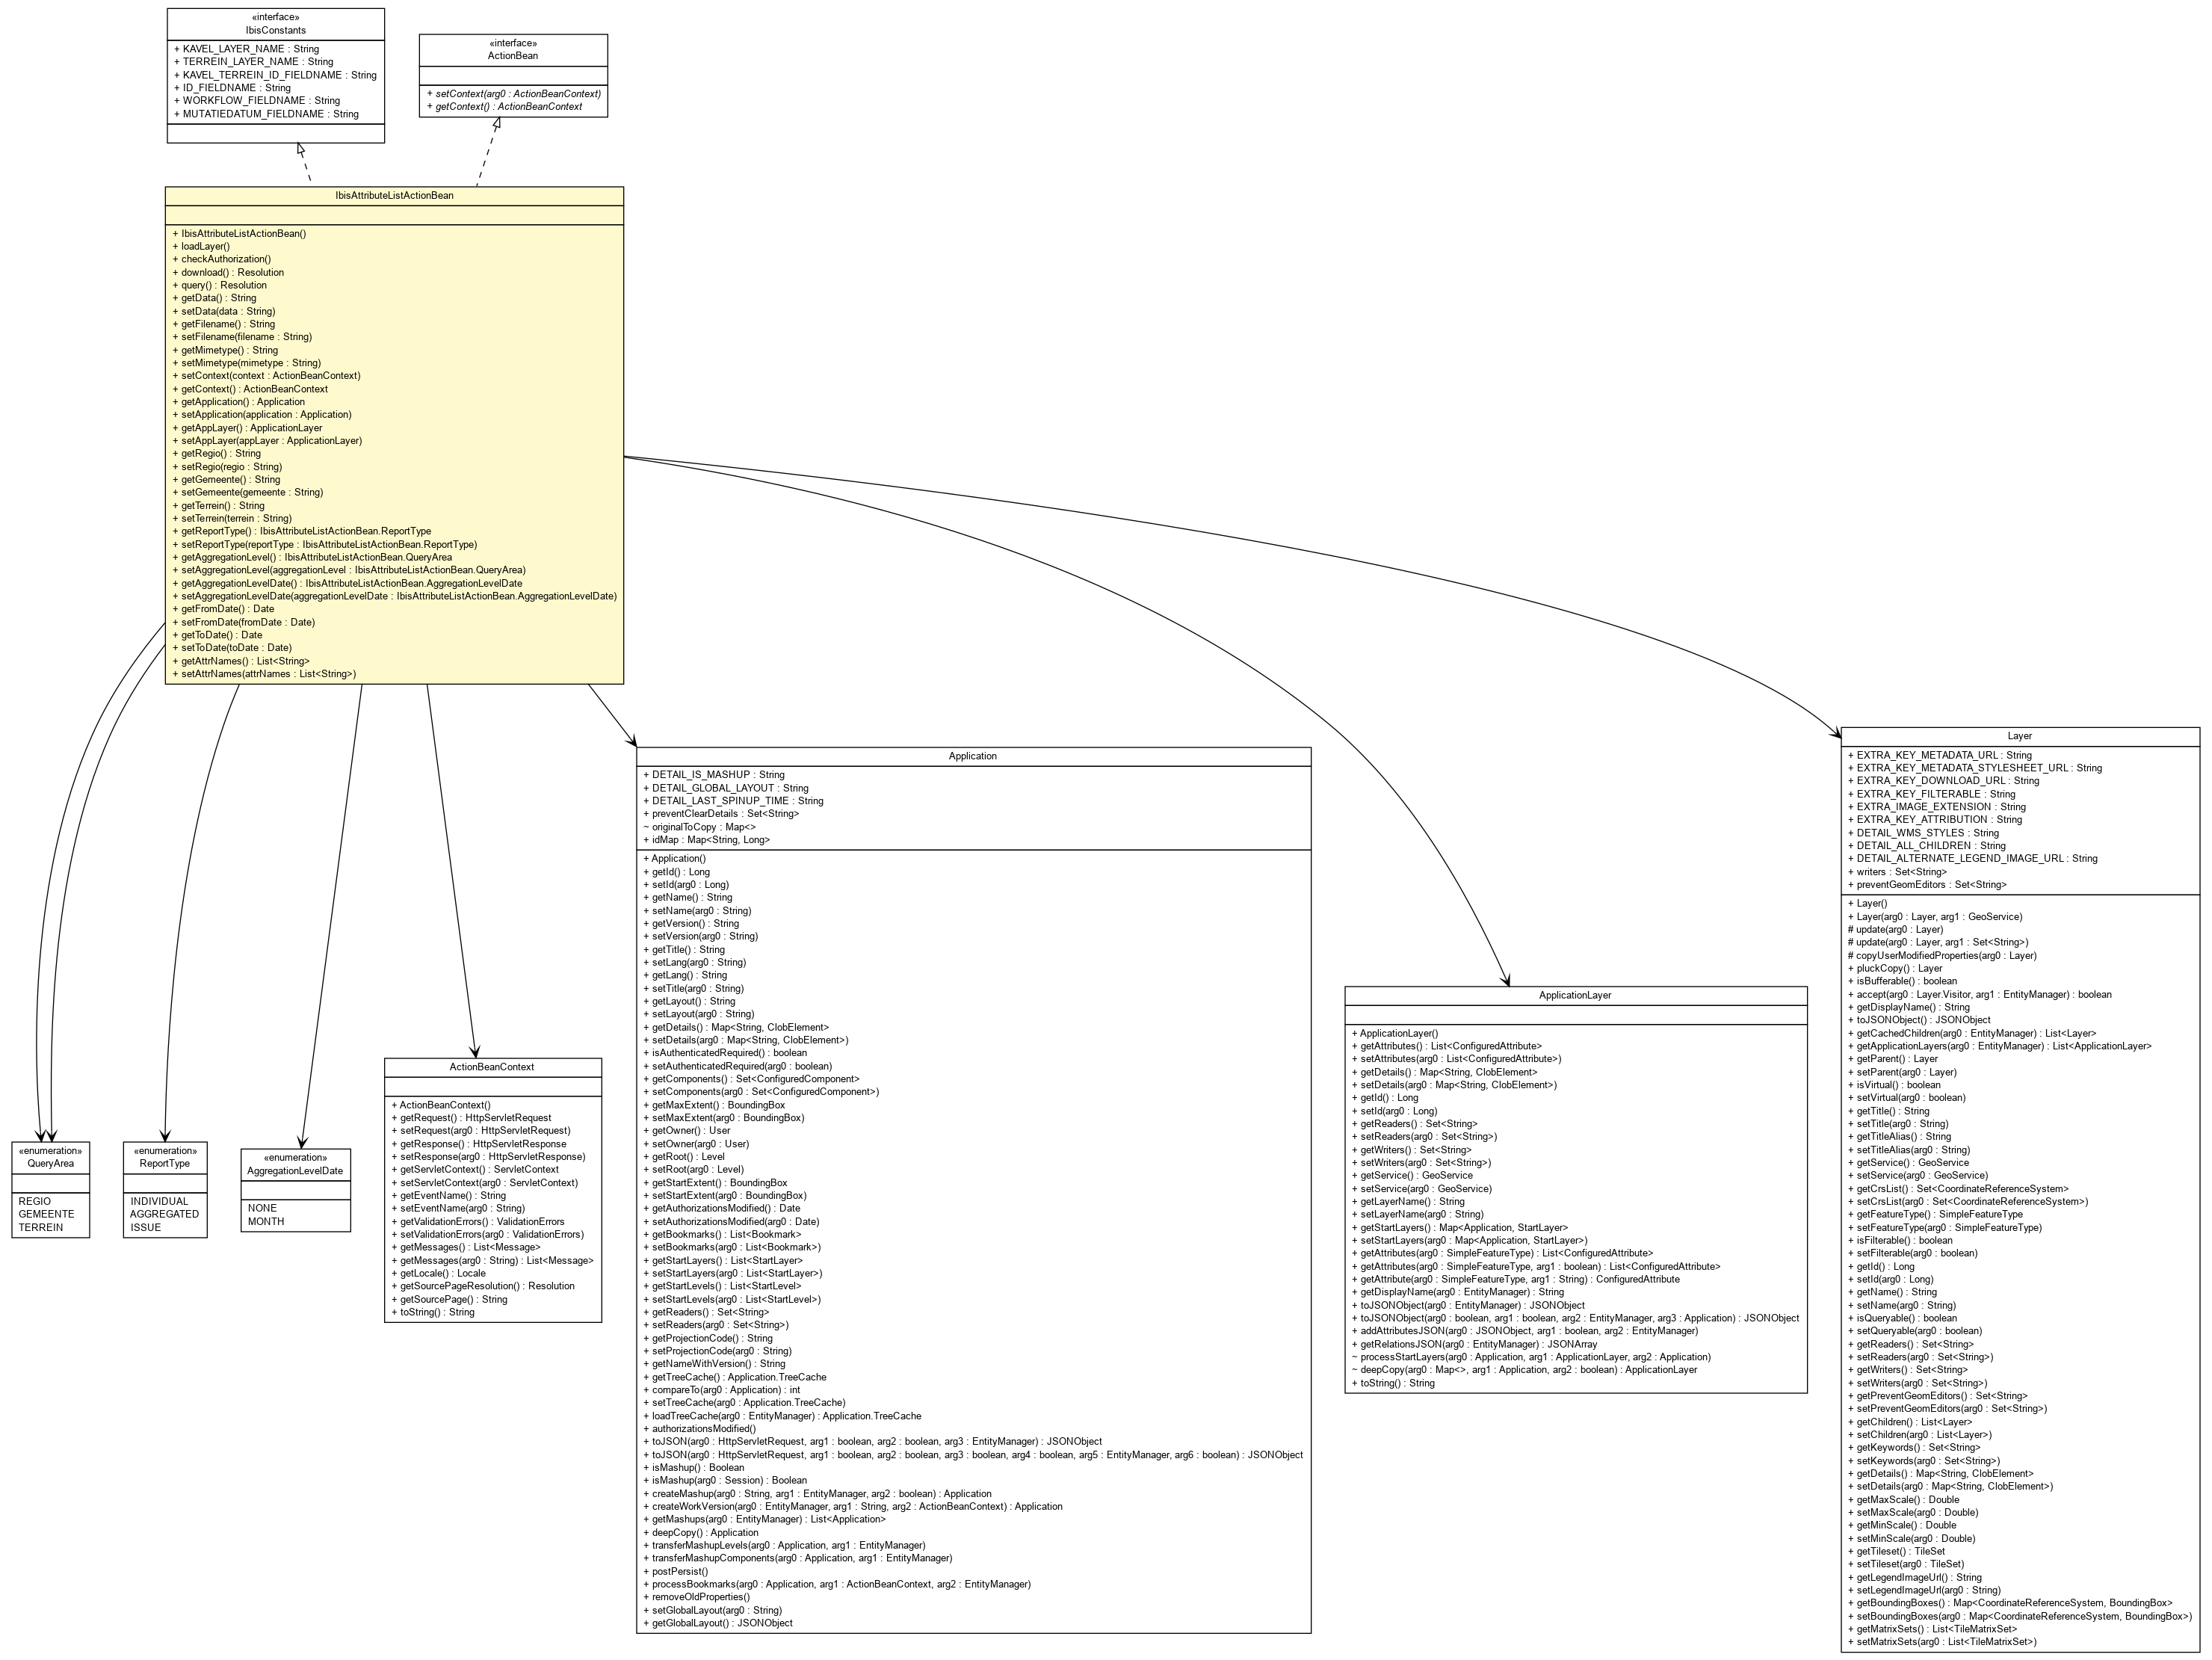 «interface»
IbisConstants
+ KAVEL_LAYER_NAME : String
+ TERREIN_LAYER_NAME : String
+ KAVEL_TERREIN_ID_FIELDNAME : String
+ ID_FIELDNAME : String
+ WORKFLOW_FIELDNAME : String
+ MUTATIEDATUM_FIELDNAME : String
«interface»
ActionBean
+ setContext(arg0 : ActionBeanContext)
+ getContext() : ActionBeanContext
IbisAttributeListActionBean
+ IbisAttributeListActionBean()
+ loadLayer()
+ checkAuthorization()
+ download() : Resolution
+ query() : Resolution
+ getData() : String
+ setData(data : String)
+ getFilename() : String
+ setFilename(filename : String)
+ getMimetype() : String
+ setMimetype(mimetype : String)
+ setContext(context : ActionBeanContext)
+ getContext() : ActionBeanContext
+ getApplication() : Application
+ setApplication(application : Application)
+ getAppLayer() : ApplicationLayer
+ setAppLayer(appLayer : ApplicationLayer)
+ getRegio() : String
+ setRegio(regio : String)
+ getGemeente() : String
+ setGemeente(gemeente : String)
+ getTerrein() : String
+ setTerrein(terrein : String)
+ getReportType() : IbisAttributeListActionBean.ReportType
+ setReportType(reportType : IbisAttributeListActionBean.ReportType)
+ getAggregationLevel() : IbisAttributeListActionBean.QueryArea
+ setAggregationLevel(aggregationLevel : IbisAttributeListActionBean.QueryArea)
+ getAggregationLevelDate() : IbisAttributeListActionBean.AggregationLevelDate
+ setAggregationLevelDate(aggregationLevelDate : IbisAttributeListActionBean.AggregationLevelDate)
+ getFromDate() : Date
+ setFromDate(fromDate : Date)
+ getToDate() : Date
+ setToDate(toDate : Date)
+ getAttrNames() : List<String>
+ setAttrNames(attrNames : List<String>)
«enumeration»
QueryArea
REGIO
GEMEENTE
TERREIN
«enumeration»
ReportType
INDIVIDUAL
AGGREGATED
ISSUE
«enumeration»
AggregationLevelDate
NONE
MONTH
ActionBeanContext
+ ActionBeanContext()
+ getRequest() : HttpServletRequest
+ setRequest(arg0 : HttpServletRequest)
+ getResponse() : HttpServletResponse
+ setResponse(arg0 : HttpServletResponse)
+ getServletContext() : ServletContext
+ setServletContext(arg0 : ServletContext)
+ getEventName() : String
+ setEventName(arg0 : String)
+ getValidationErrors() : ValidationErrors
+ setValidationErrors(arg0 : ValidationErrors)
+ getMessages() : List<Message>
+ getMessages(arg0 : String) : List<Message>
+ getLocale() : Locale
+ getSourcePageResolution() : Resolution
+ getSourcePage() : String
+ toString() : String
Application
+ DETAIL_IS_MASHUP : String
+ DETAIL_GLOBAL_LAYOUT : String
+ DETAIL_LAST_SPINUP_TIME : String
+ preventClearDetails : Set<String>
~ originalToCopy : Map<>
+ idMap : Map<String, Long>
+ Application()
+ getId() : Long
+ setId(arg0 : Long)
+ getName() : String
+ setName(arg0 : String)
+ getVersion() : String
+ setVersion(arg0 : String)
+ getTitle() : String
+ setLang(arg0 : String)
+ getLang() : String
+ setTitle(arg0 : String)
+ getLayout() : String
+ setLayout(arg0 : String)
+ getDetails() : Map<String, ClobElement>
+ setDetails(arg0 : Map<String, ClobElement>)
+ isAuthenticatedRequired() : boolean
+ setAuthenticatedRequired(arg0 : boolean)
+ getComponents() : Set<ConfiguredComponent>
+ setComponents(arg0 : Set<ConfiguredComponent>)
+ getMaxExtent() : BoundingBox
+ setMaxExtent(arg0 : BoundingBox)
+ getOwner() : User
+ setOwner(arg0 : User)
+ getRoot() : Level
+ setRoot(arg0 : Level)
+ getStartExtent() : BoundingBox
+ setStartExtent(arg0 : BoundingBox)
+ getAuthorizationsModified() : Date
+ setAuthorizationsModified(arg0 : Date)
+ getBookmarks() : List<Bookmark>
+ setBookmarks(arg0 : List<Bookmark>)
+ getStartLayers() : List<StartLayer>
+ setStartLayers(arg0 : List<StartLayer>)
+ getStartLevels() : List<StartLevel>
+ setStartLevels(arg0 : List<StartLevel>)
+ getReaders() : Set<String>
+ setReaders(arg0 : Set<String>)
+ getProjectionCode() : String
+ setProjectionCode(arg0 : String)
+ getNameWithVersion() : String
+ getTreeCache() : Application.TreeCache
+ compareTo(arg0 : Application) : int
+ setTreeCache(arg0 : Application.TreeCache)
+ loadTreeCache(arg0 : EntityManager) : Application.TreeCache
+ authorizationsModified()
+ toJSON(arg0 : HttpServletRequest, arg1 : boolean, arg2 : boolean, arg3 : EntityManager) : JSONObject
+ toJSON(arg0 : HttpServletRequest, arg1 : boolean, arg2 : boolean, arg3 : boolean, arg4 : boolean, arg5 : EntityManager, arg6 : boolean) : JSONObject
+ isMashup() : Boolean
+ isMashup(arg0 : Session) : Boolean
+ createMashup(arg0 : String, arg1 : EntityManager, arg2 : boolean) : Application
+ createWorkVersion(arg0 : EntityManager, arg1 : String, arg2 : ActionBeanContext) : Application
+ getMashups(arg0 : EntityManager) : List<Application>
+ deepCopy() : Application
+ transferMashupLevels(arg0 : Application, arg1 : EntityManager)
+ transferMashupComponents(arg0 : Application, arg1 : EntityManager)
+ postPersist()
+ processBookmarks(arg0 : Application, arg1 : ActionBeanContext, arg2 : EntityManager)
+ removeOldProperties()
+ setGlobalLayout(arg0 : String)
+ getGlobalLayout() : JSONObject
ApplicationLayer
+ ApplicationLayer()
+ getAttributes() : List<ConfiguredAttribute>
+ setAttributes(arg0 : List<ConfiguredAttribute>)
+ getDetails() : Map<String, ClobElement>
+ setDetails(arg0 : Map<String, ClobElement>)
+ getId() : Long
+ setId(arg0 : Long)
+ getReaders() : Set<String>
+ setReaders(arg0 : Set<String>)
+ getWriters() : Set<String>
+ setWriters(arg0 : Set<String>)
+ getService() : GeoService
+ setService(arg0 : GeoService)
+ getLayerName() : String
+ setLayerName(arg0 : String)
+ getStartLayers() : Map<Application, StartLayer>
+ setStartLayers(arg0 : Map<Application, StartLayer>)
+ getAttributes(arg0 : SimpleFeatureType) : List<ConfiguredAttribute>
+ getAttributes(arg0 : SimpleFeatureType, arg1 : boolean) : List<ConfiguredAttribute>
+ getAttribute(arg0 : SimpleFeatureType, arg1 : String) : ConfiguredAttribute
+ getDisplayName(arg0 : EntityManager) : String
+ toJSONObject(arg0 : EntityManager) : JSONObject
+ toJSONObject(arg0 : boolean, arg1 : boolean, arg2 : EntityManager, arg3 : Application) : JSONObject
+ addAttributesJSON(arg0 : JSONObject, arg1 : boolean, arg2 : EntityManager)
+ getRelationsJSON(arg0 : EntityManager) : JSONArray
~ processStartLayers(arg0 : Application, arg1 : ApplicationLayer, arg2 : Application)
~ deepCopy(arg0 : Map<>, arg1 : Application, arg2 : boolean) : ApplicationLayer
+ toString() : String
Layer
+ EXTRA_KEY_METADATA_URL : String
+ EXTRA_KEY_METADATA_STYLESHEET_URL : String
+ EXTRA_KEY_DOWNLOAD_URL : String
+ EXTRA_KEY_FILTERABLE : String
+ EXTRA_IMAGE_EXTENSION : String
+ EXTRA_KEY_ATTRIBUTION : String
+ DETAIL_WMS_STYLES : String
+ DETAIL_ALL_CHILDREN : String
+ DETAIL_ALTERNATE_LEGEND_IMAGE_URL : String
+ writers : Set<String>
+ preventGeomEditors : Set<String>
+ Layer()
+ Layer(arg0 : Layer, arg1 : GeoService)
# update(arg0 : Layer)
# update(arg0 : Layer, arg1 : Set<String>)
# copyUserModifiedProperties(arg0 : Layer)
+ pluckCopy() : Layer
+ isBufferable() : boolean
+ accept(arg0 : Layer.Visitor, arg1 : EntityManager) : boolean
+ getDisplayName() : String
+ toJSONObject() : JSONObject
+ getCachedChildren(arg0 : EntityManager) : List<Layer>
+ getApplicationLayers(arg0 : EntityManager) : List<ApplicationLayer>
+ getParent() : Layer
+ setParent(arg0 : Layer)
+ isVirtual() : boolean
+ setVirtual(arg0 : boolean)
+ getTitle() : String
+ setTitle(arg0 : String)
+ getTitleAlias() : String
+ setTitleAlias(arg0 : String)
+ getService() : GeoService
+ setService(arg0 : GeoService)
+ getCrsList() : Set<CoordinateReferenceSystem>
+ setCrsList(arg0 : Set<CoordinateReferenceSystem>)
+ getFeatureType() : SimpleFeatureType
+ setFeatureType(arg0 : SimpleFeatureType)
+ isFilterable() : boolean
+ setFilterable(arg0 : boolean)
+ getId() : Long
+ setId(arg0 : Long)
+ getName() : String
+ setName(arg0 : String)
+ isQueryable() : boolean
+ setQueryable(arg0 : boolean)
+ getReaders() : Set<String>
+ setReaders(arg0 : Set<String>)
+ getWriters() : Set<String>
+ setWriters(arg0 : Set<String>)
+ getPreventGeomEditors() : Set<String>
+ setPreventGeomEditors(arg0 : Set<String>)
+ getChildren() : List<Layer>
+ setChildren(arg0 : List<Layer>)
+ getKeywords() : Set<String>
+ setKeywords(arg0 : Set<String>)
+ getDetails() : Map<String, ClobElement>
+ setDetails(arg0 : Map<String, ClobElement>)
+ getMaxScale() : Double
+ setMaxScale(arg0 : Double)
+ getMinScale() : Double
+ setMinScale(arg0 : Double)
+ getTileset() : TileSet
+ setTileset(arg0 : TileSet)
+ getLegendImageUrl() : String
+ setLegendImageUrl(arg0 : String)
+ getBoundingBoxes() : Map<CoordinateReferenceSystem, BoundingBox>
+ setBoundingBoxes(arg0 : Map<CoordinateReferenceSystem, BoundingBox>)
+ getMatrixSets() : List<TileMatrixSet>
+ setMatrixSets(arg0 : List<TileMatrixSet>)